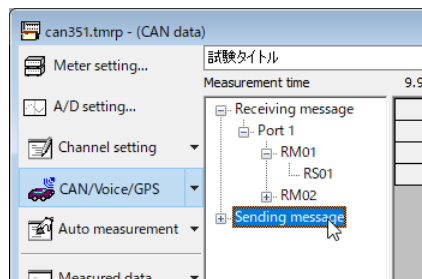 can351.tmrp - (CAN data)
Meter setting...
試験タイトル
Measurement time 9.9
A/D setting...
Receiving message
Port 1
Channel setting
RM01
RS01
CAN/Voice/GPS
RM02
Sending message
Auto measurement
Measured data